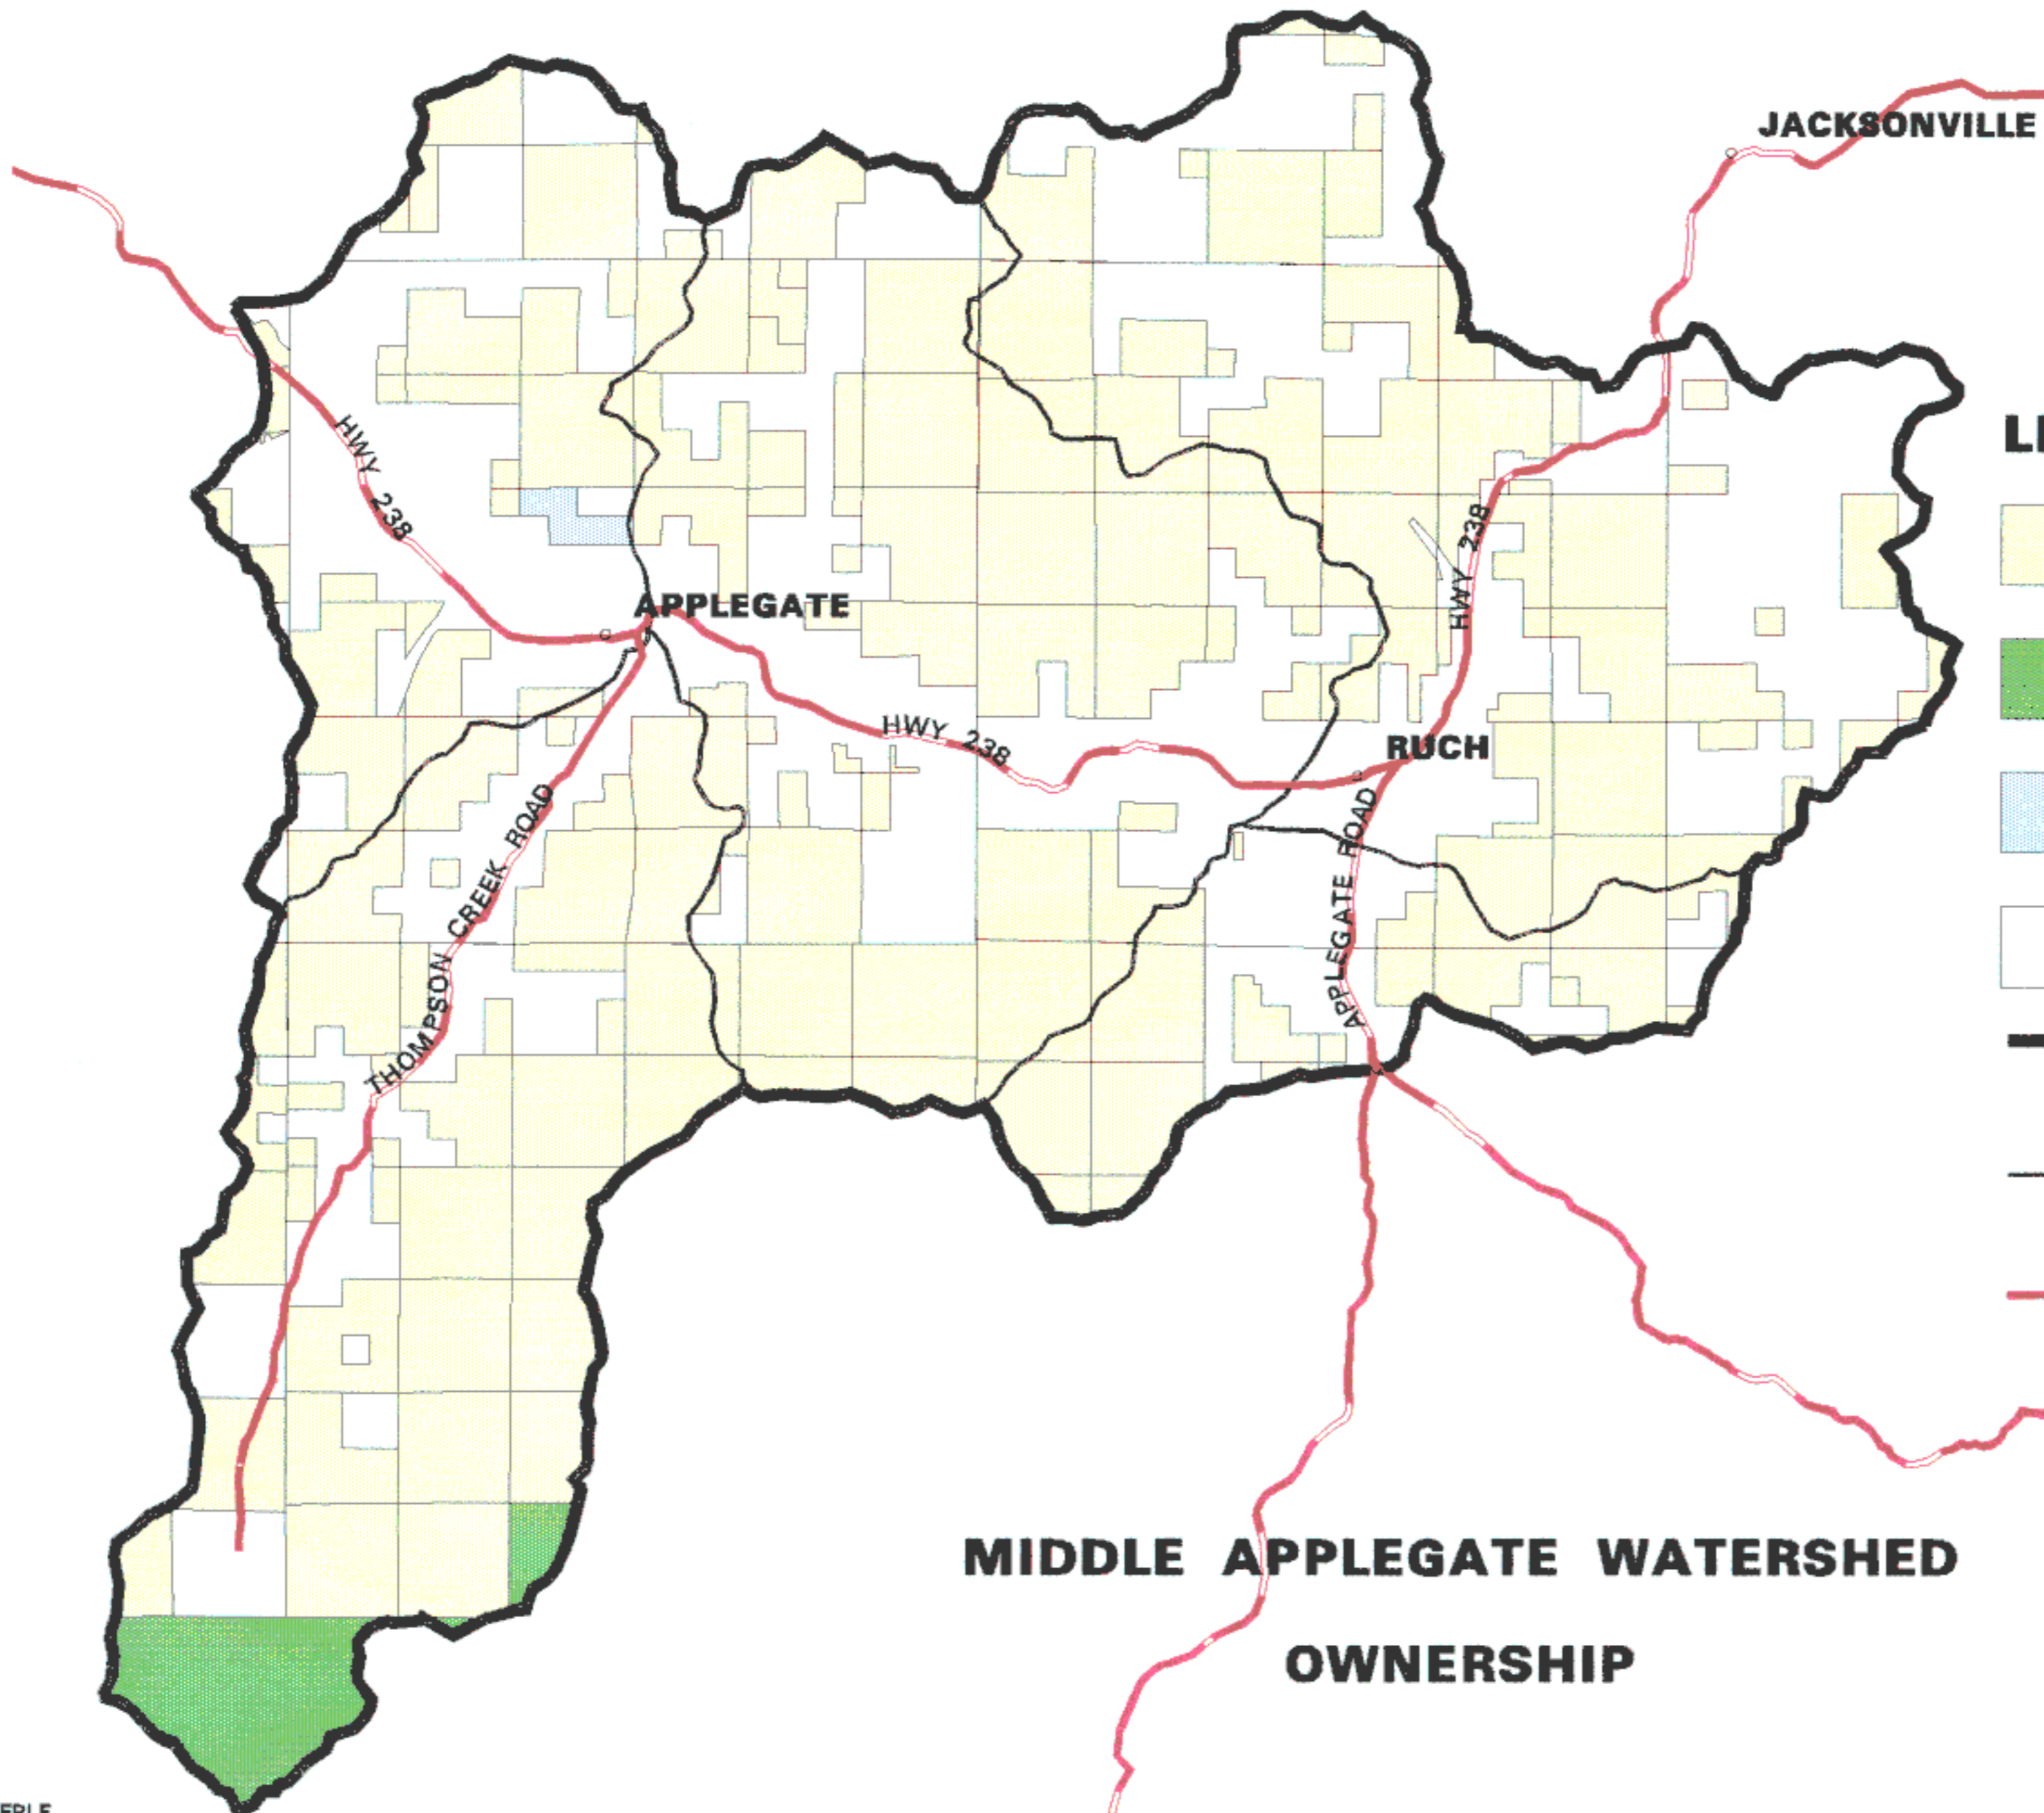 JACKSONVILLE
HWY 238
HWY 238
APPLEGATE
HWY 238
RUCH
THOMPSON CREEK ROAD
APPLEGATE ROAD
MIDDLE APPLEGATE WATERSHED
OWNERSHIP